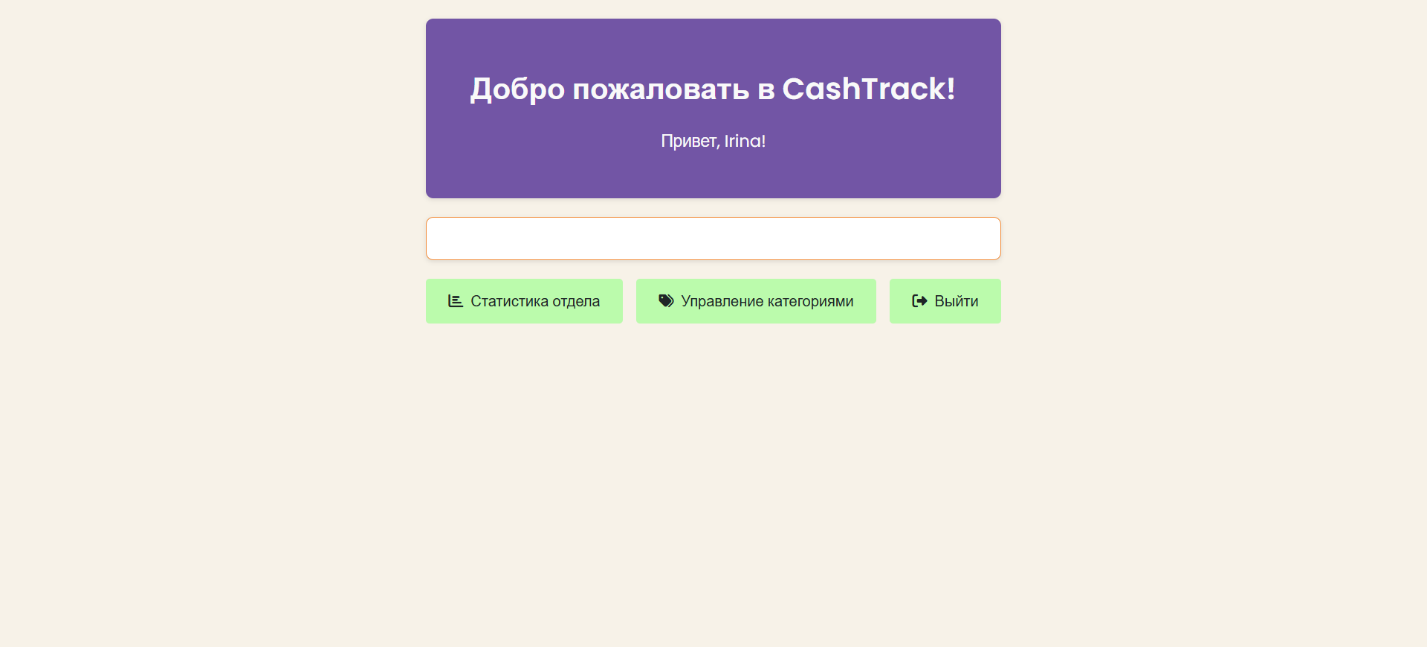 Добро пожаловать в CashTrack!
Привет, Irina!
Статистика отдела
Управление категориями
Выйти